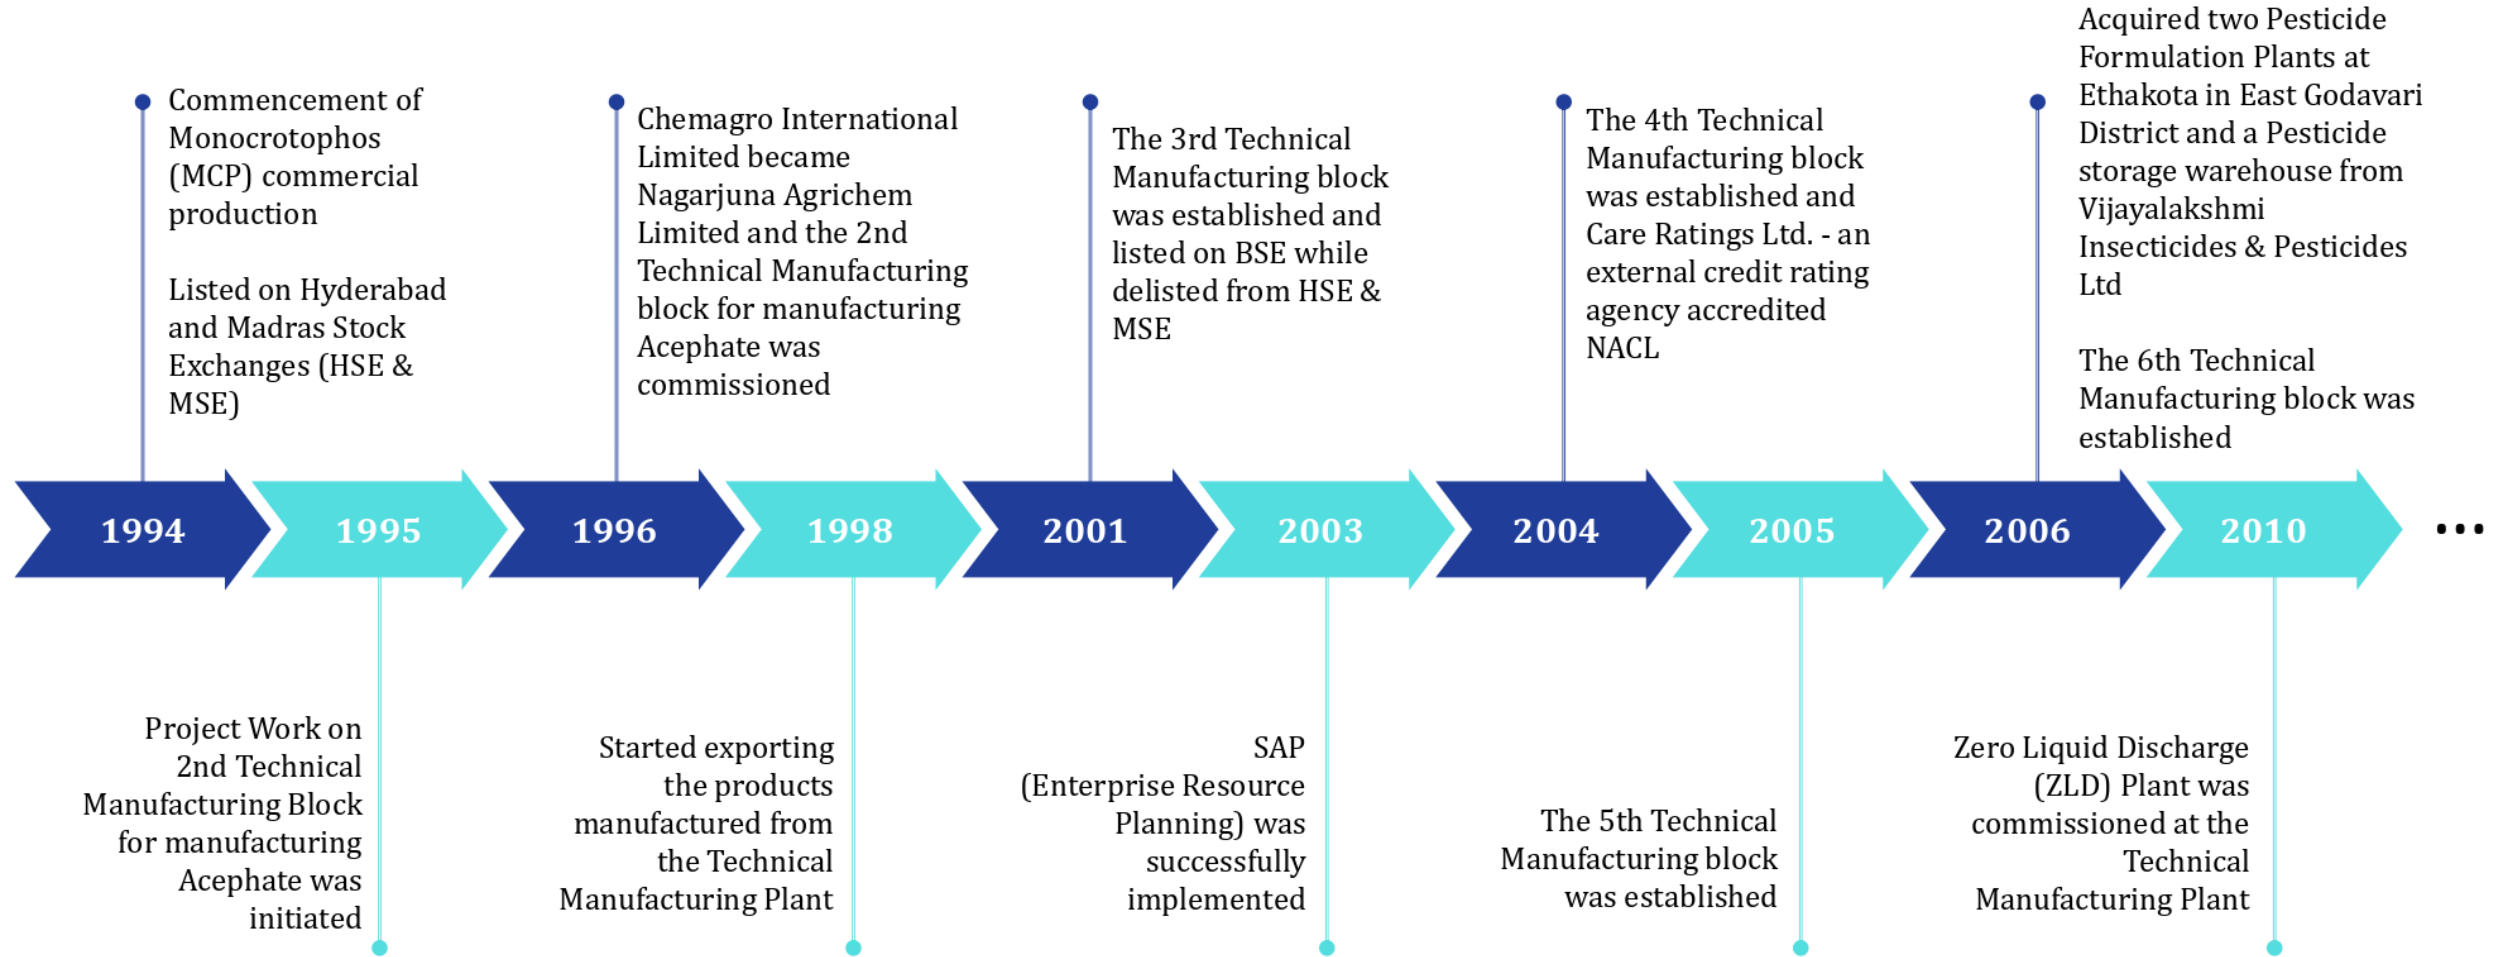 Commencement of
Monocrotophos
(MCP) commercial
production
Listed on Hyderabad
and Madras Stock
Exchanges (HSE &
MSE)
Chemagro International
Limited became
Nagarjuna Agrichem
Limited and the 2nd
Technical Manufacturing
block for manufacturing
Acephate was
commissioned
The 3rd Technical
Manufacturing block
was established and
listed on BSE while
delisted from HSE &
MSE
The 4th Technical
Manufacturing block
was established and
Care Ratings Ltd. - an
external credit rating
agency accredited
NACL
Acquired two Pesticide
Formulation Plants at
Ethakota in East Godavari
District and a Pesticide
storage warehouse from
Vijayalakshmi
Insecticides & Pesticides
Ltd
The 6th Technical
Manufacturing block was
established
1994
1995
1996
1998
2001
2003
2004
2005
2006
2010
...
Project Work on
2nd Technical
Manufacturing Block
for manufacturing
Acephate was
initiated
Started exporting
the products
manufactured from
the Technical
Manufacturing Plant
SAP
(Enterprise Resource
Planning) was
successfully
implemented
The 5th Technical
Manufacturing block
was established
Zero Liquid Discharge
(ZLD) Plant was
commissioned at the
Technical
Manufacturing Plant